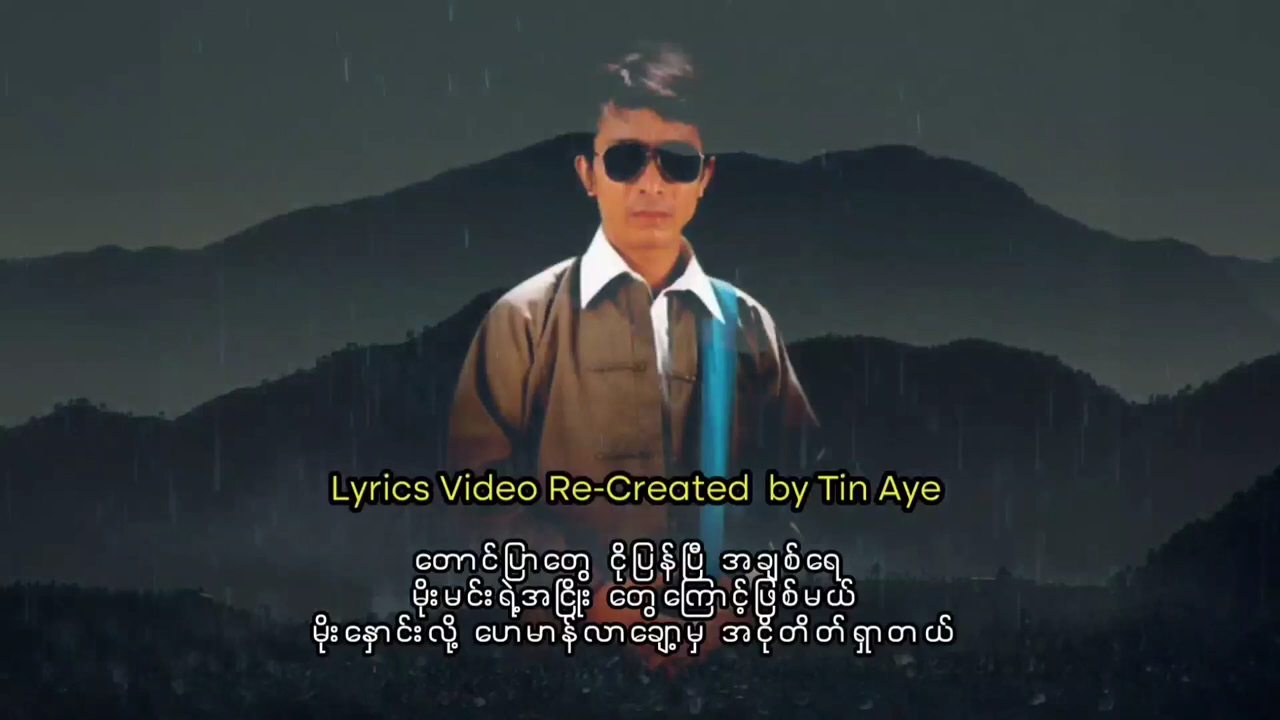 Lyrics Video Re-Created by Tin Aye
တောင်ပြာတွေ ငိုပြန်ပြီ အချစ်ရေ
မိုးမင်းရဲ့အငြိုး တွေကြောင့်ဖြစ်မယ်
မိုးနှောင်းလို့ ဟေမာန်လာချော့မှ အငိုတိတ်ရှာတယ်